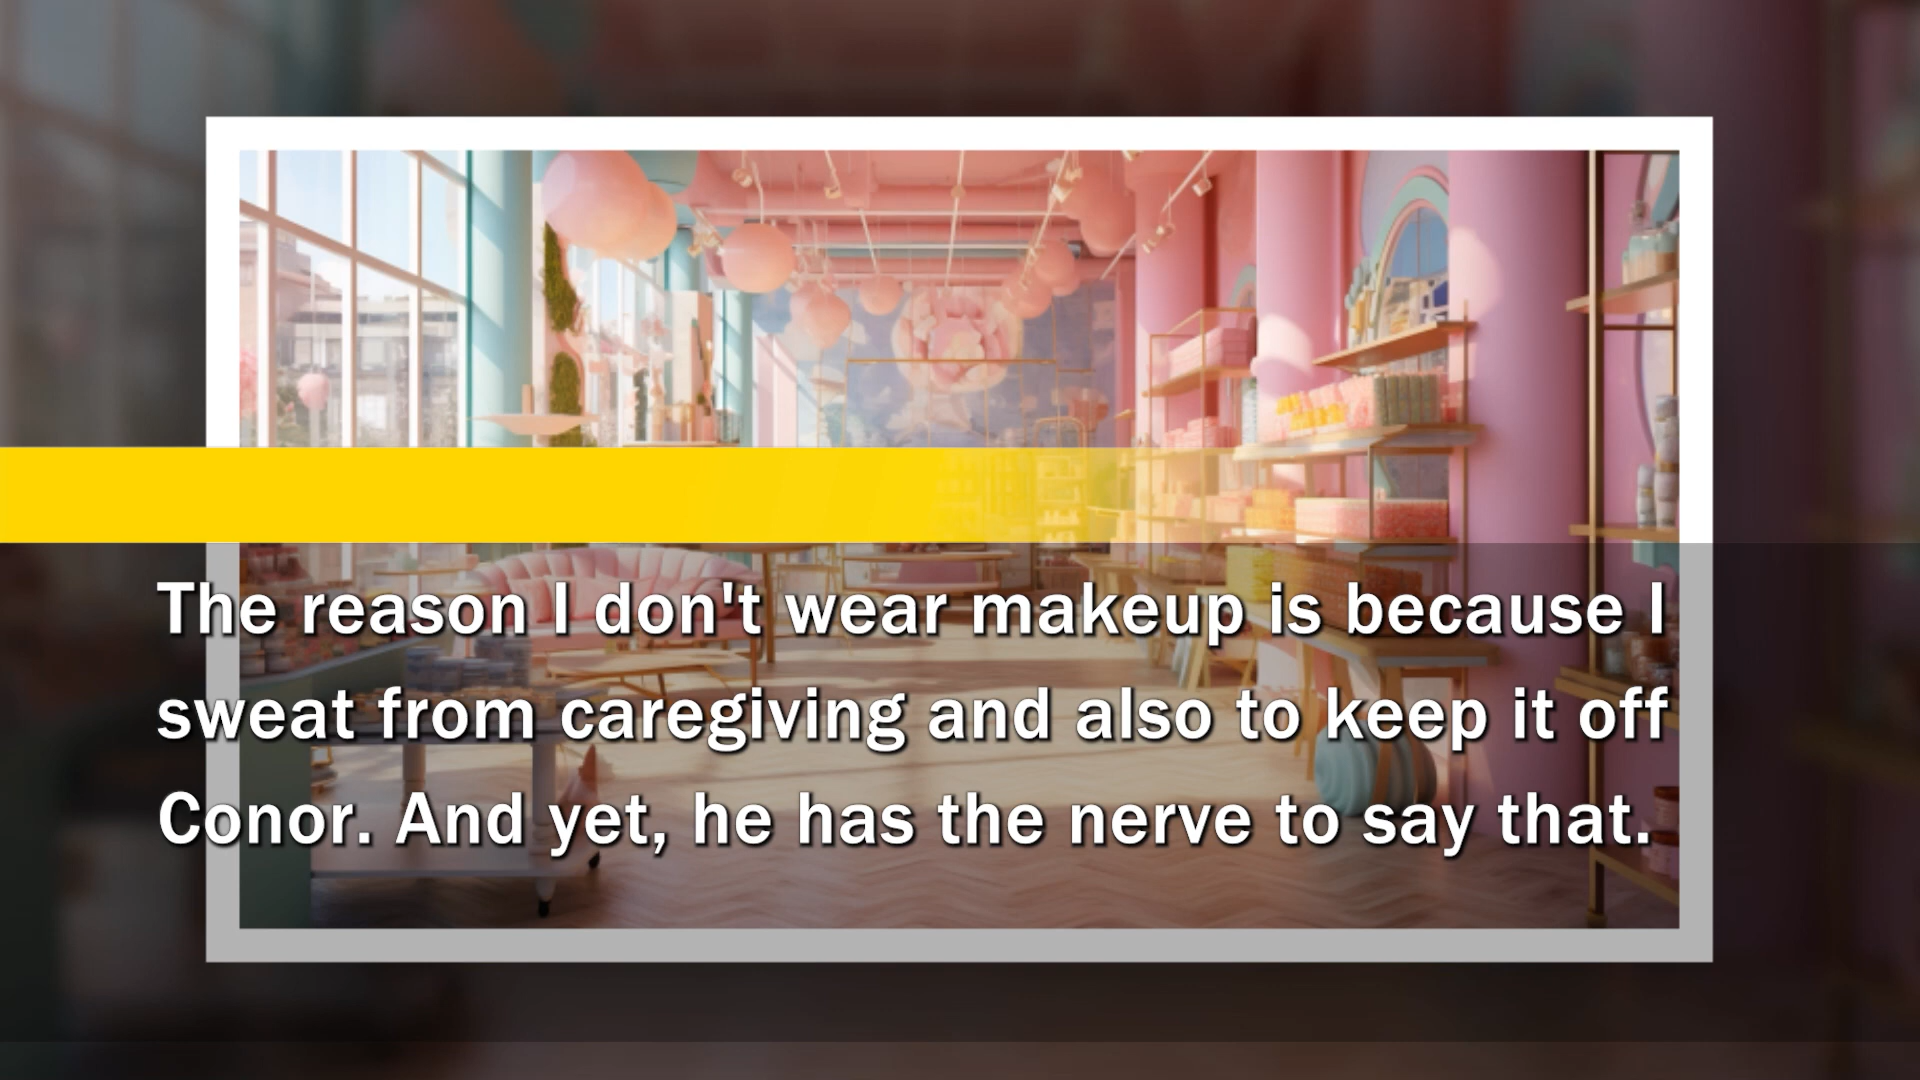 The reason I don't wear makeup is because I
sweat from caregiving and also to keep it off
Conor. And yet, he has the nerve to say that.